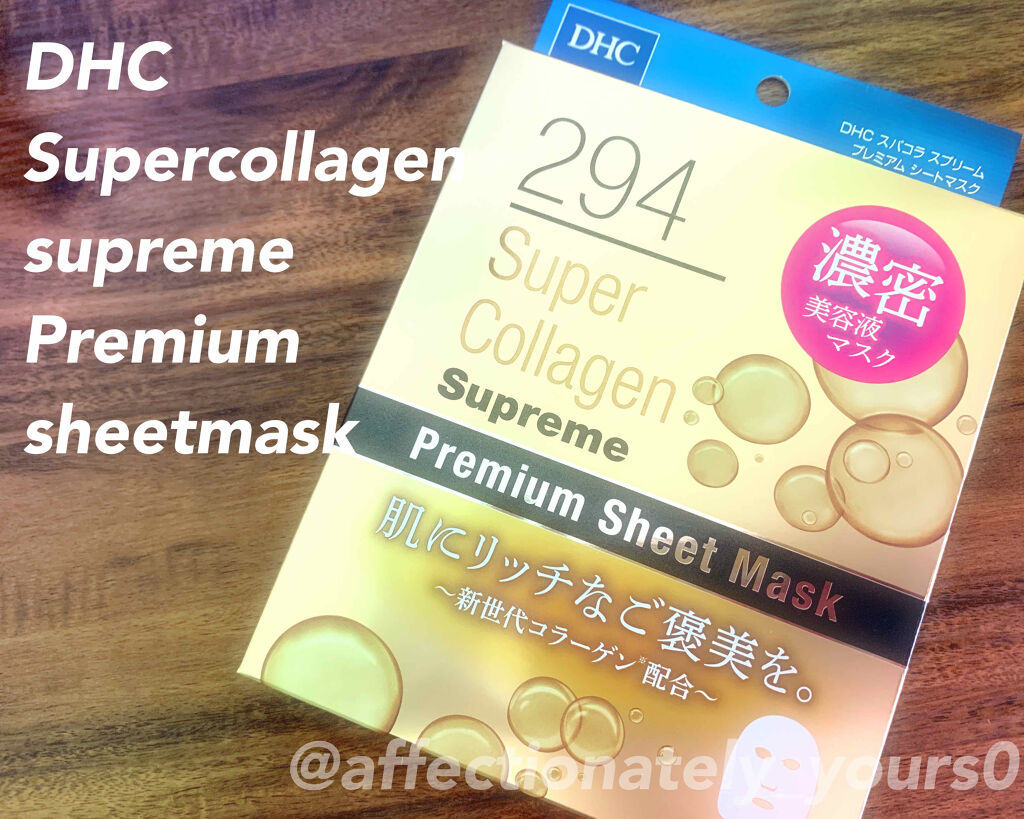 DHC
Supercollagen
supreme
Premium
sheetmask
DHC
DHC スパコラ スプリーム
プレミアム シートマスク
294
Super
Collagen
Supreme
濃密
美容液
マスク
Premium Sheet Mask
肌にリッチなご褒美を。
～新世代コラーゲン※配合～
@affectionately_yours0